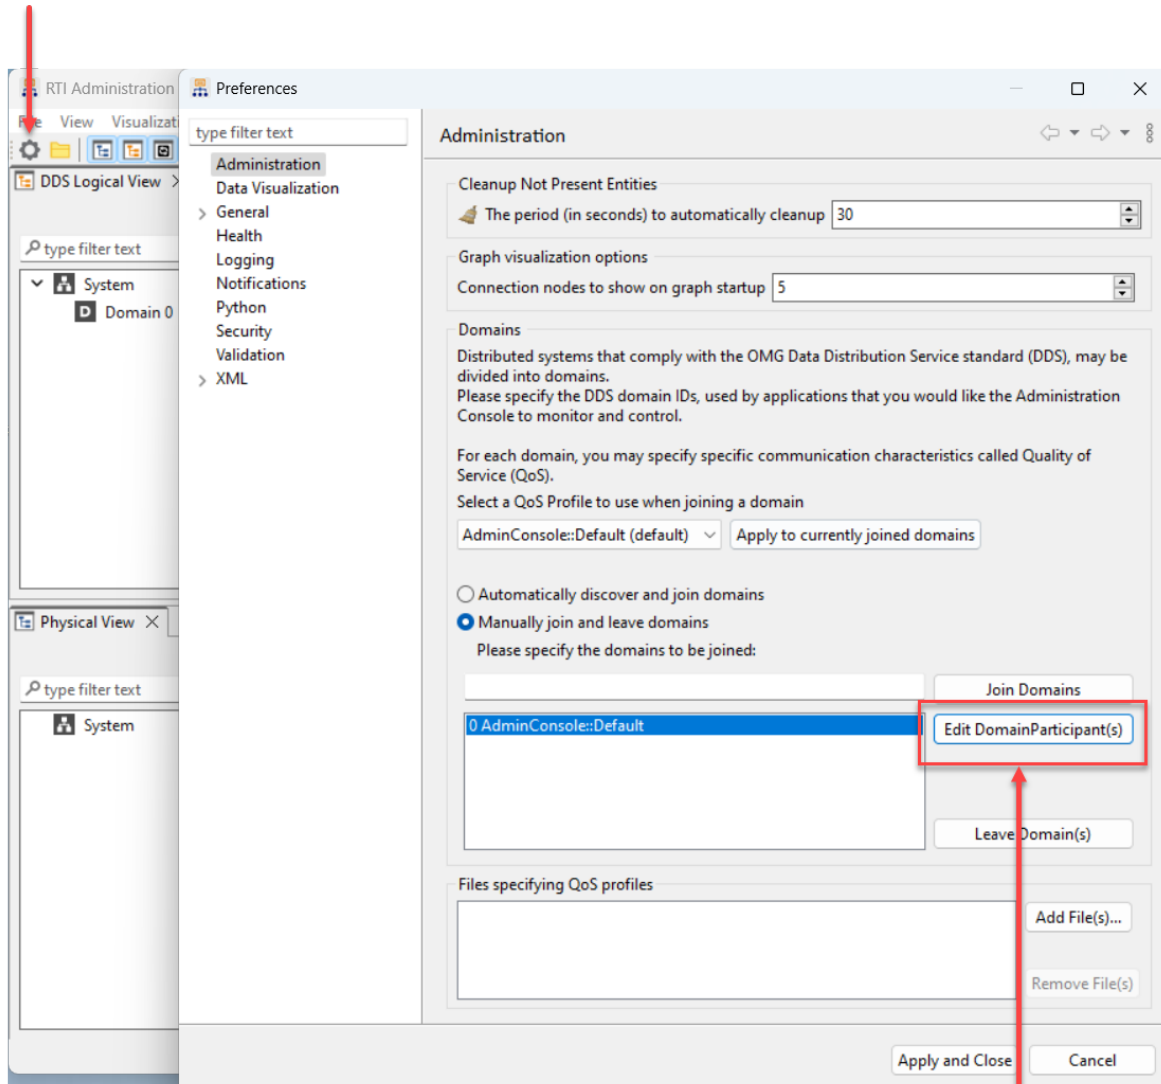 RTI Administration
Preferences
File View Visualizati
type filter text
Administration
Administration
Data Visualization
General
Health
Logging
Notifications
Python
Security
Validation
XML
DDS Logical View
type filter text
System
D Domain 0
Physical View
type filter text
System
Cleanup Not Present Entities
The period (in seconds) to automatically cleanup 30
Graph visualization options
Connection nodes to show on graph startup 5
Domains
Distributed systems that comply with the OMG Data Distribution Service standard (DDS), may be
divided into domains.
Please specify the DDS domain IDs, used by applications that you would like the Administration
Console to monitor and control.
For each domain, you may specify specific communication characteristics called Quality of
Service (QoS).
Select a QoS Profile to use when joining a domain
AdminConsole::Default (default) Apply to currently joined domains
Automatically discover and join domains
Manually join and leave domains
Please specify the domains to be joined:
Join Domains
0 AdminConsole::Default
Edit DomainParticipant(s)
Leave Domain(s)
Files specifying QoS profiles
Add File(s)...
Remove File(s)
Apply and Close Cancel